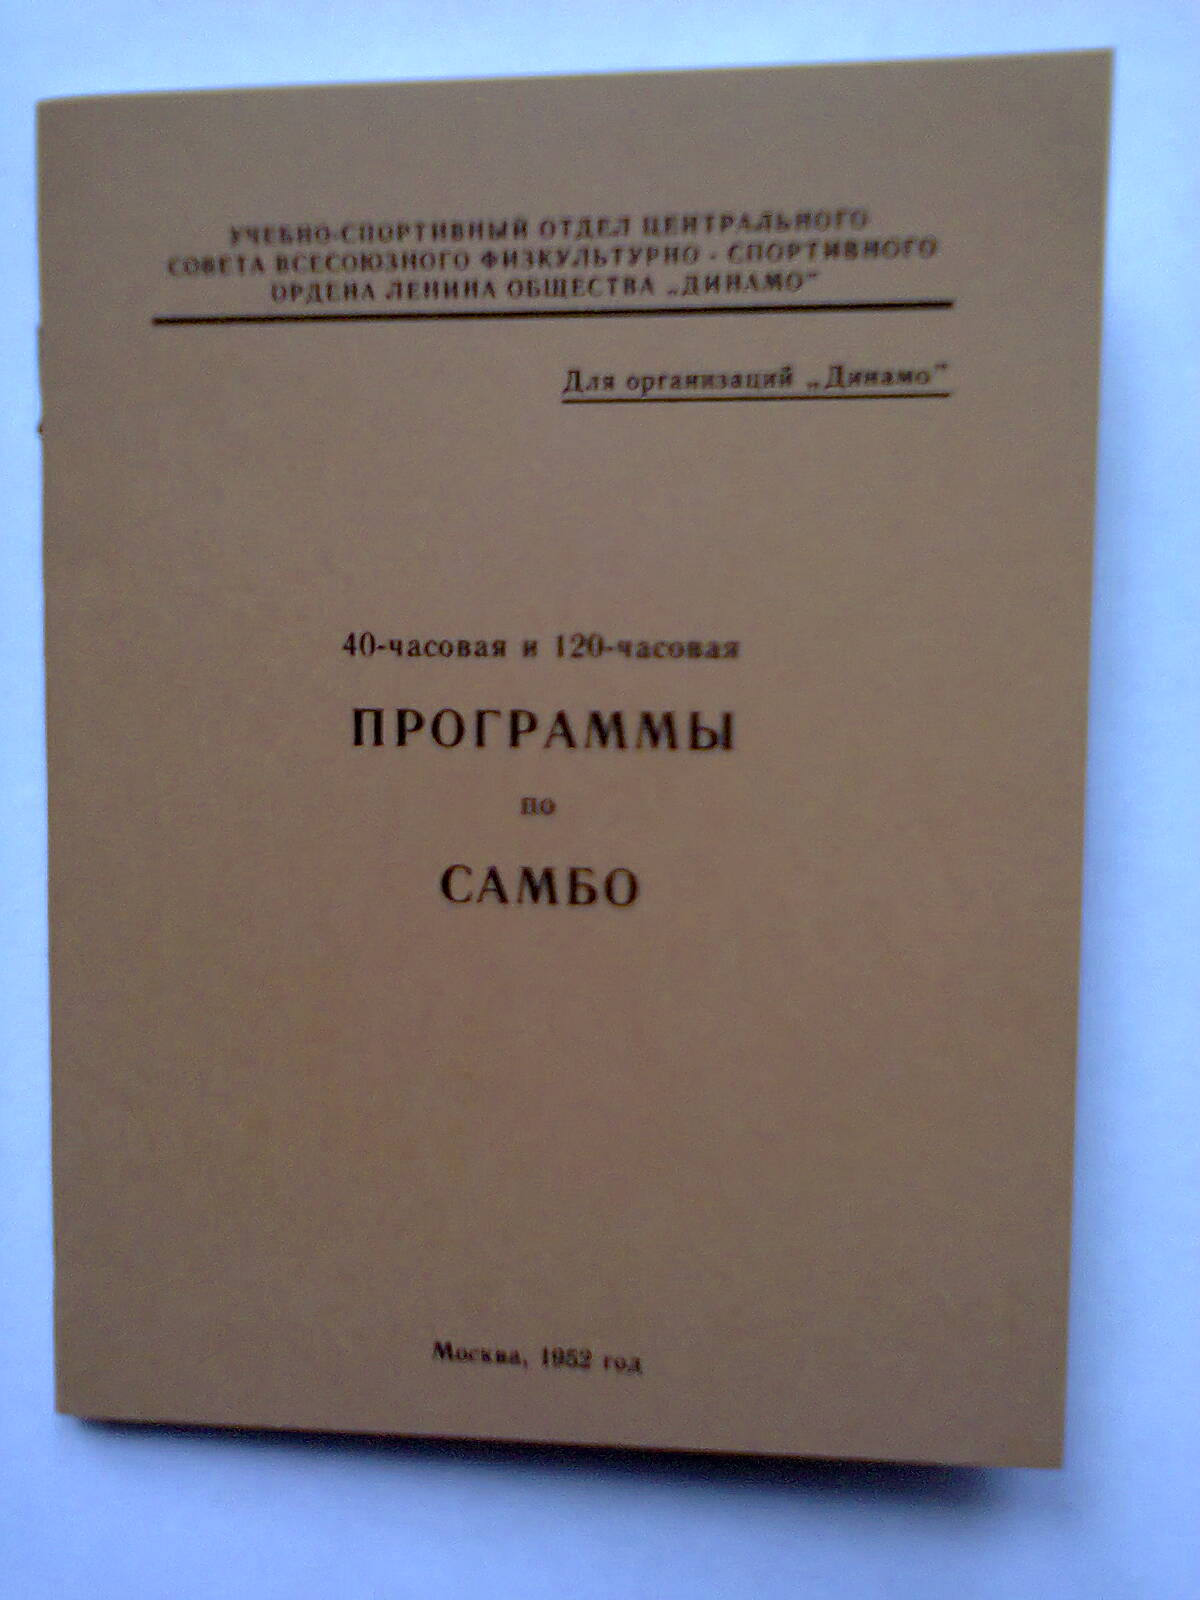 УЧЕБНО-СПОРТИВНЫЙ ОТДЕЛ ЦЕНТРАЛЬНОГО
СОВЕТА ВСЕСОЮЗНОГО ФИЗКУЛЬТУРНО - СПОРТИВНОГО
ОРДЕНА ЛЕНИНА ОБЩЕСТВА „ДИНАМО"
Для организаций „Динамо"
40-часовая и 120-часовая
ПРОГРАММЫ
по
САМБО
Москва, 1952 год